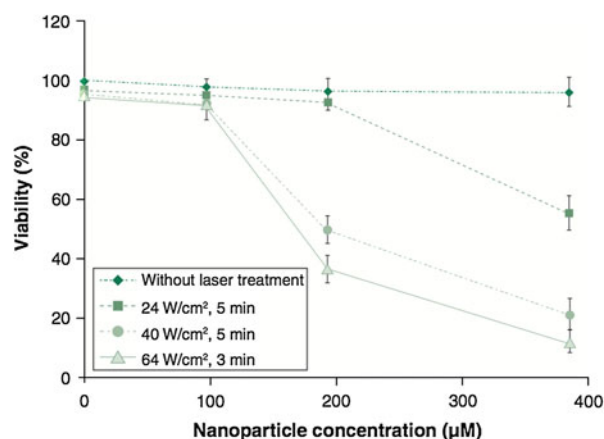 120
100
80
60
40
20
0
Viability (%)
Without laser treatment
24 W/cm², 5 min
40 W/cm², 5 min
64 W/cm², 3 min
0 100 200 300 400
Nanoparticle concentration (µM)